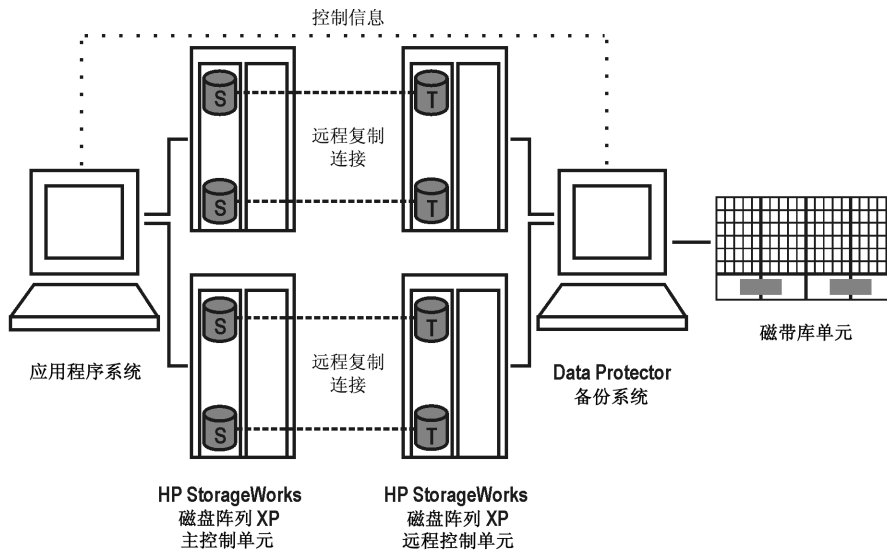 控制信息
S
T
远程复制
连接
S
T
S
T
远程复制
连接
S
T
应用程序系统
Data Protector
备份系统
磁带库单元
HP StorageWorks
磁盘阵列 XP
主控制单元
HP StorageWorks
磁盘阵列 XP
远程控制单元